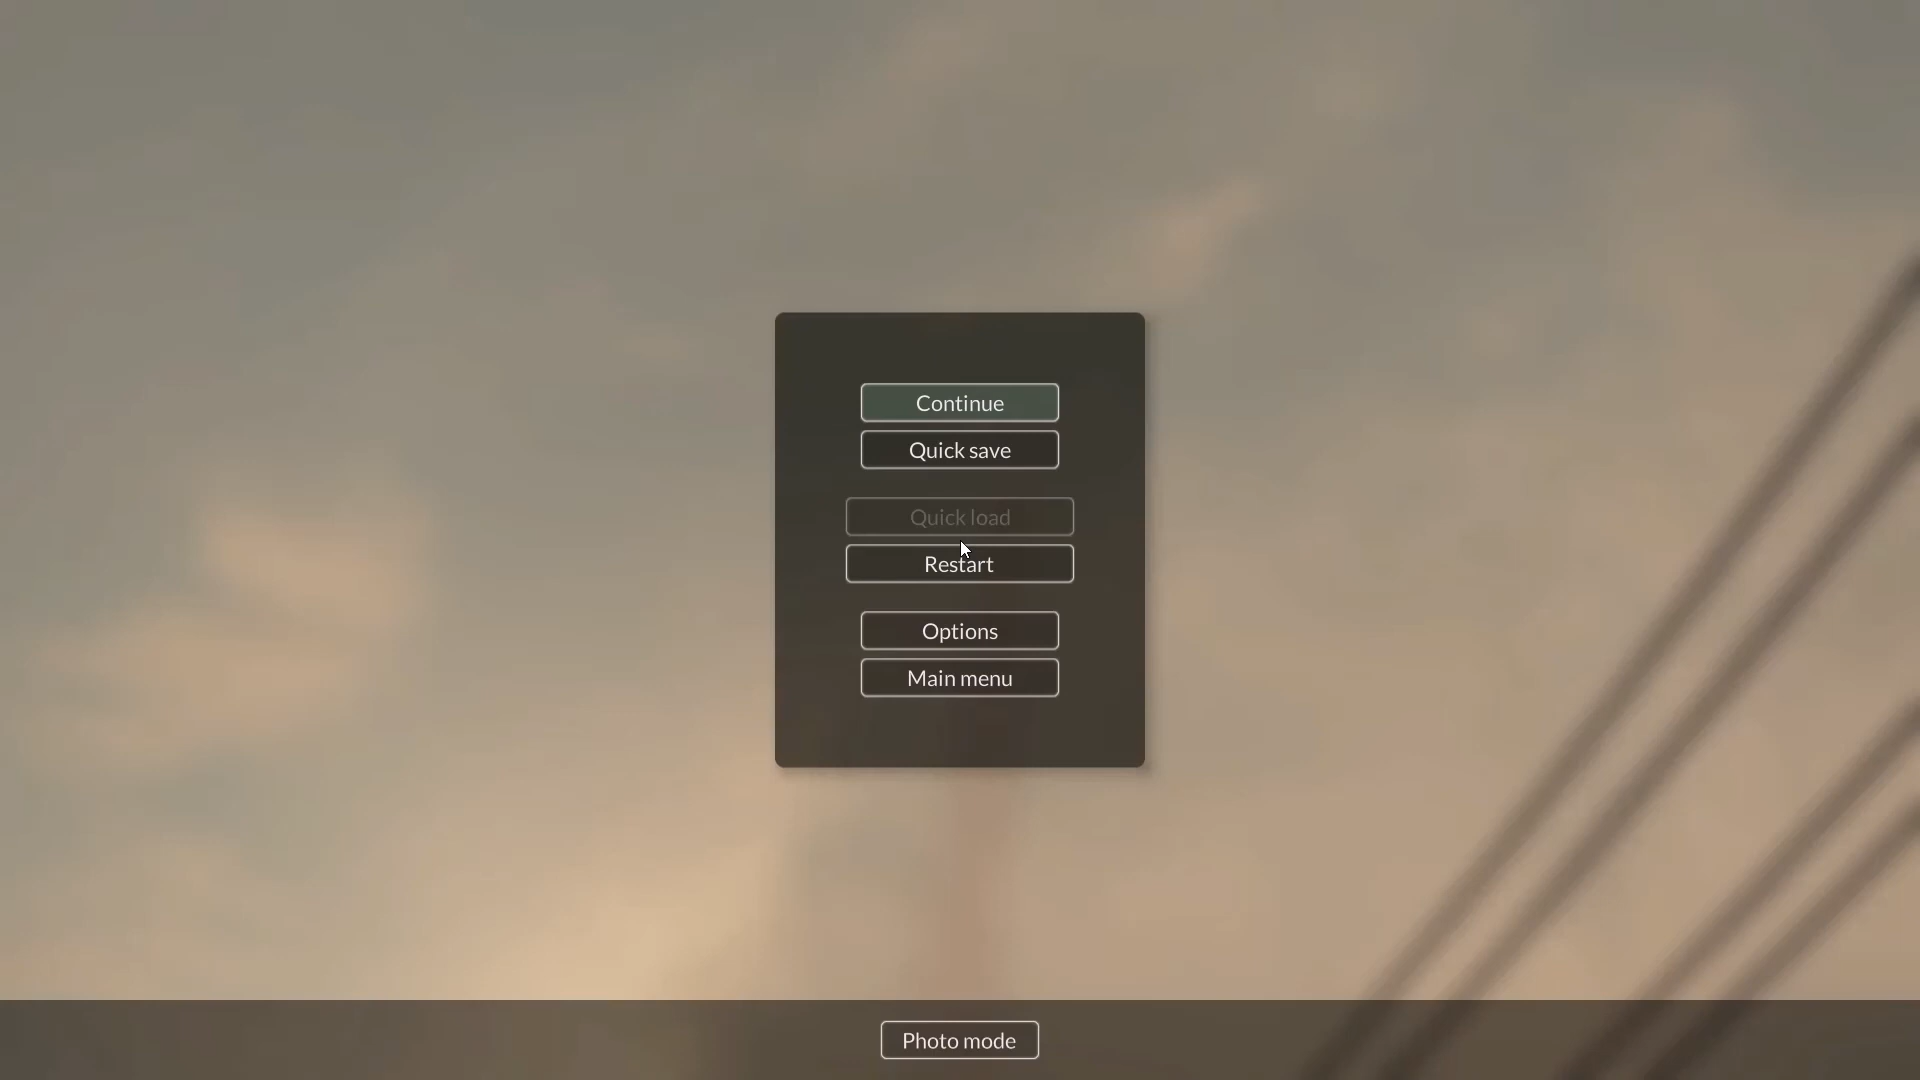 Continue
Quick save
Quick load
Restart
Options
Main menu
Photo mode